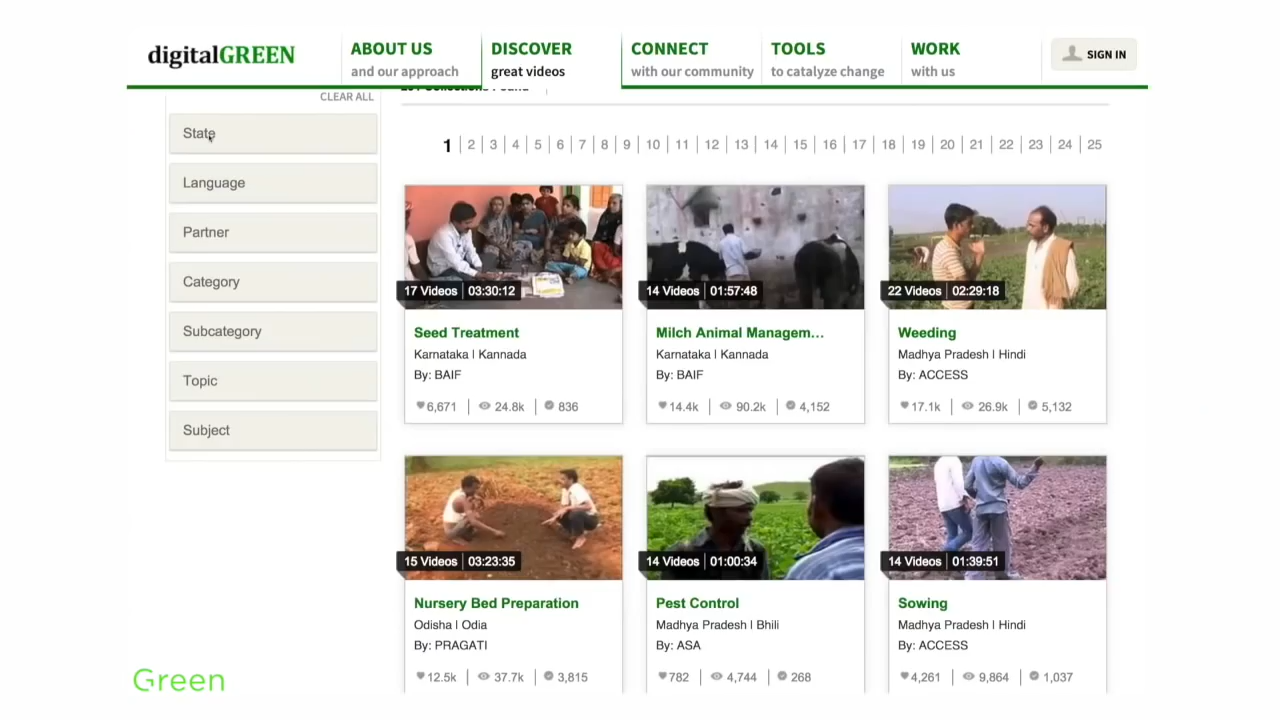 digitalGREEN
ABOUT US
and our approach
DISCOVER
great videos
CONNECT
with our community
TOOLS
to catalyze change
WORK
with us
SIGN IN
CLEAR ALL
State
Language
Partner
Category
Subcategory
Topic
Subject
1 | 2 | 3 | 4 | 5 | 6 | 7 | 8 | 9 | 10 | 11 | 12 | 13 | 14 | 15 | 16 | 17 | 18 | 19 | 20 | 21 | 22 | 23 | 24 | 25
17 Videos | 03:30:12
Seed Treatment
Karnataka | Kannada
By: BAIF
6,671 | 24.8k | 836
14 Videos | 01:57:48
Milch Animal Managem...
Karnataka | Kannada
By: BAIF
14.4k | 90.2k | 4,152
22 Videos | 02:29:18
Weeding
Madhya Pradesh | Hindi
By: ACCESS
17.1k | 26.9k | 5,132
15 Videos | 03:23:35
Nursery Bed Preparation
Odisha | Odia
By: PRAGATI
12.5k | 37.7k | 3,815
14 Videos | 01:00:34
Pest Control
Madhya Pradesh | Bhili
By: ASA
782 | 4,744 | 268
14 Videos | 01:39:51
Sowing
Madhya Pradesh | Hindi
By: ACCESS
4,261 | 9,864 | 1,037
Green